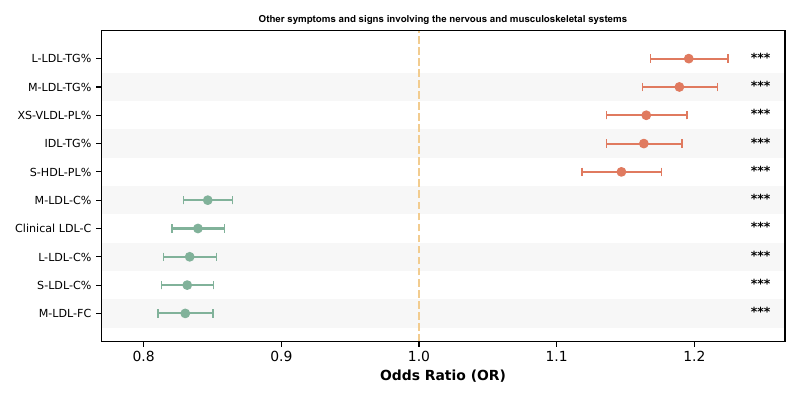 Other symptoms and signs involving the nervous and musculoskeletal systems
L-LDL-TG% ***
M-LDL-TG% ***
XS-VLDL-PL% ***
IDL-TG% ***
S-HDL-PL% ***
M-LDL-C% ***
Clinical LDL-C ***
L-LDL-C% ***
S-LDL-C% ***
M-LDL-FC ***
0.8 0.9 1.0 1.1 1.2
Odds Ratio (OR)